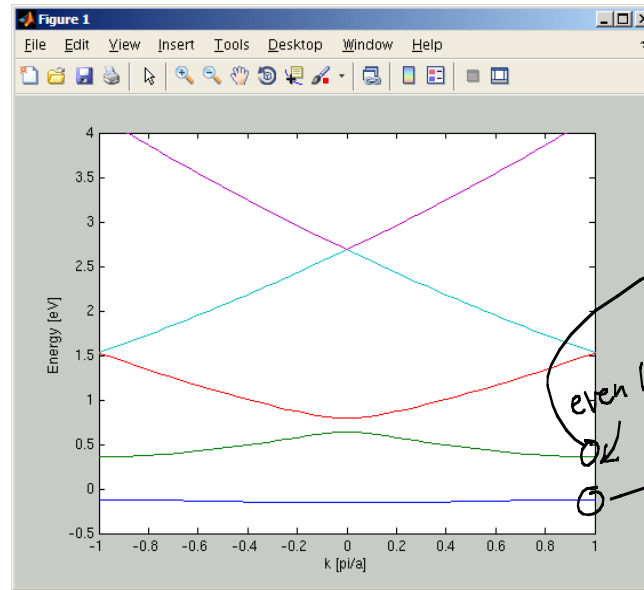 Figure 1
File Edit View Insert Tools Desktop Window Help
4
3.5
3
2.5
2
1.5
1
0.5
0
-0.5
Energy [eV]
-1 -0.8 -0.6 -0.4 -0.2 0 0.2 0.4 0.6 0.8 1
k [pi/a]
even